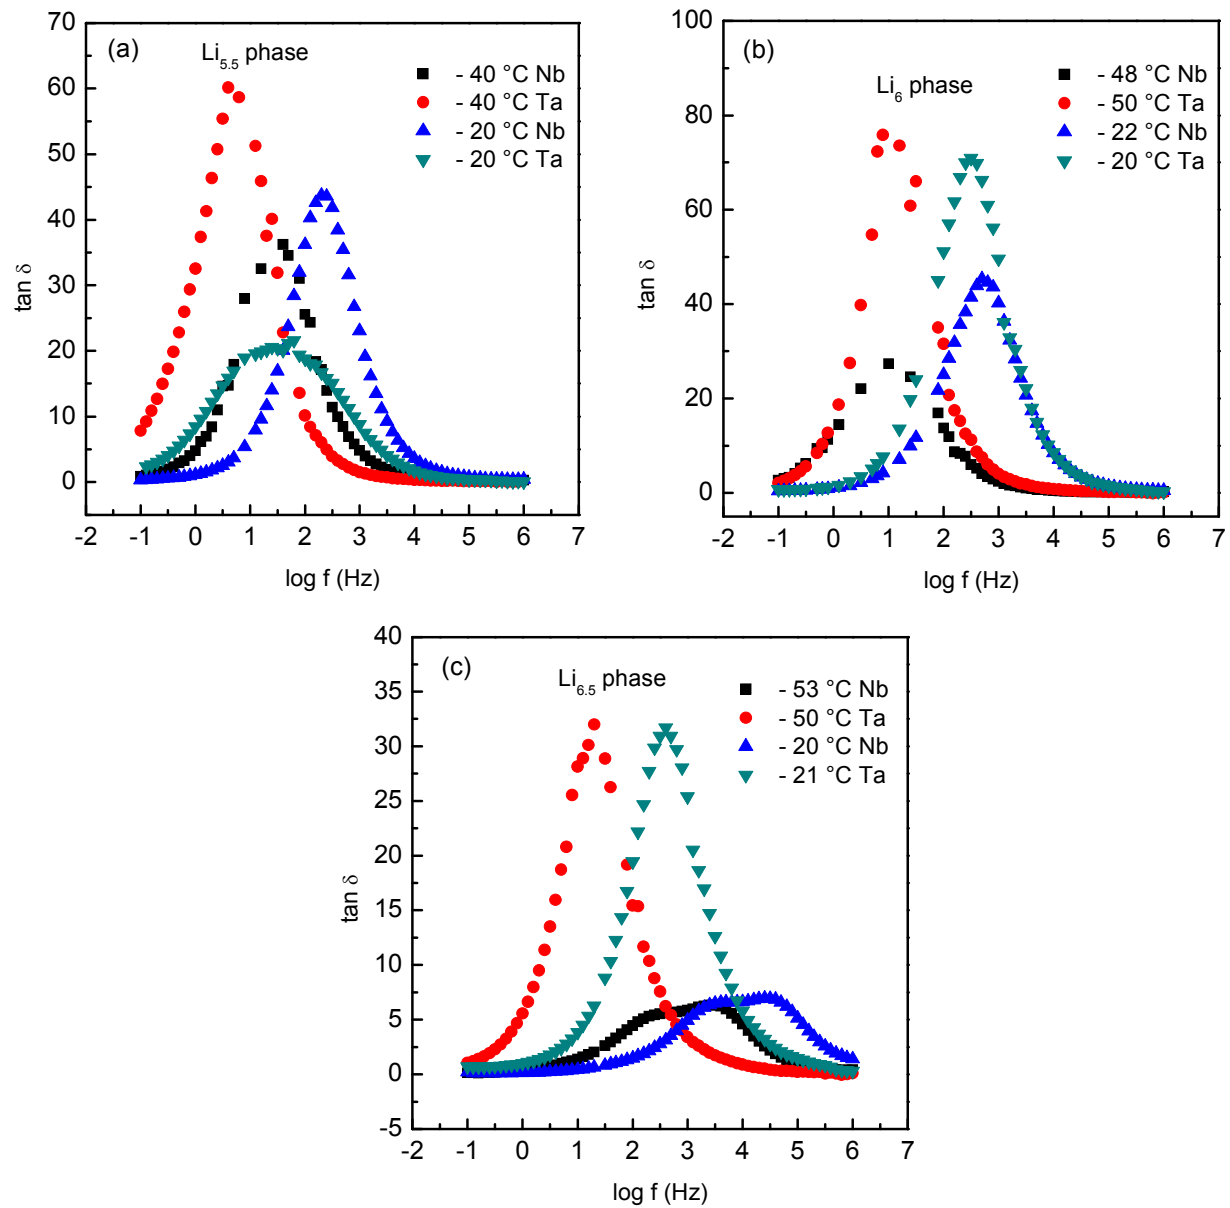 (a)
Li5.5 phase
- 40 °C Nb
- 40 °C Ta
- 20 °C Nb
- 20 °C Ta
70
60
50
40
30
20
10
0
tan δ
-2 -1 0 1 2 3 4 5 6 7
log f (Hz)
(b)
Li6 phase
- 48 °C Nb
- 50 °C Ta
- 22 °C Nb
- 20 °C Ta
100
80
60
40
20
0
tan δ
-2 -1 0 1 2 3 4 5 6 7
log f (Hz)
(c)
Li6.5 phase
- 53 °C Nb
- 50 °C Ta
- 20 °C Nb
- 21 °C Ta
40
35
30
25
20
15
10
5
0
-5
tan δ
-2 -1 0 1 2 3 4 5 6 7
log f (Hz)